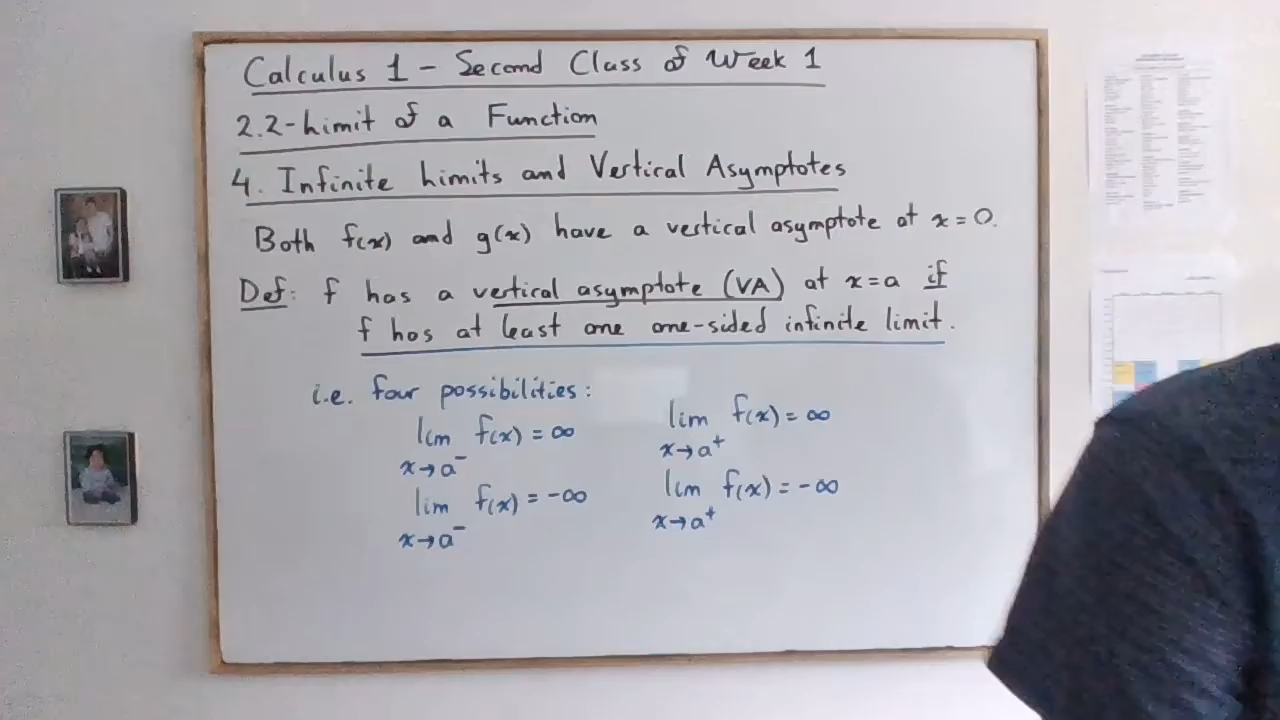 Calculus 1 - Second Class of Week 1
2.2-Limit of a Function
4. Infinite Limits and Vertical Asymptotes
Both f(x) and g(x) have a vertical asymptote at x=0.
Def: f has a vertical asymptote (VA) at x=a if
f has at least one one-sided infinite limit.
i.e. four possibilities:
lim f(x) = ∞
x→a⁻
lim f(x) = ∞
x→a⁺
lim f(x) = -∞
x→a⁻
lim f(x) = -∞
x→a⁺